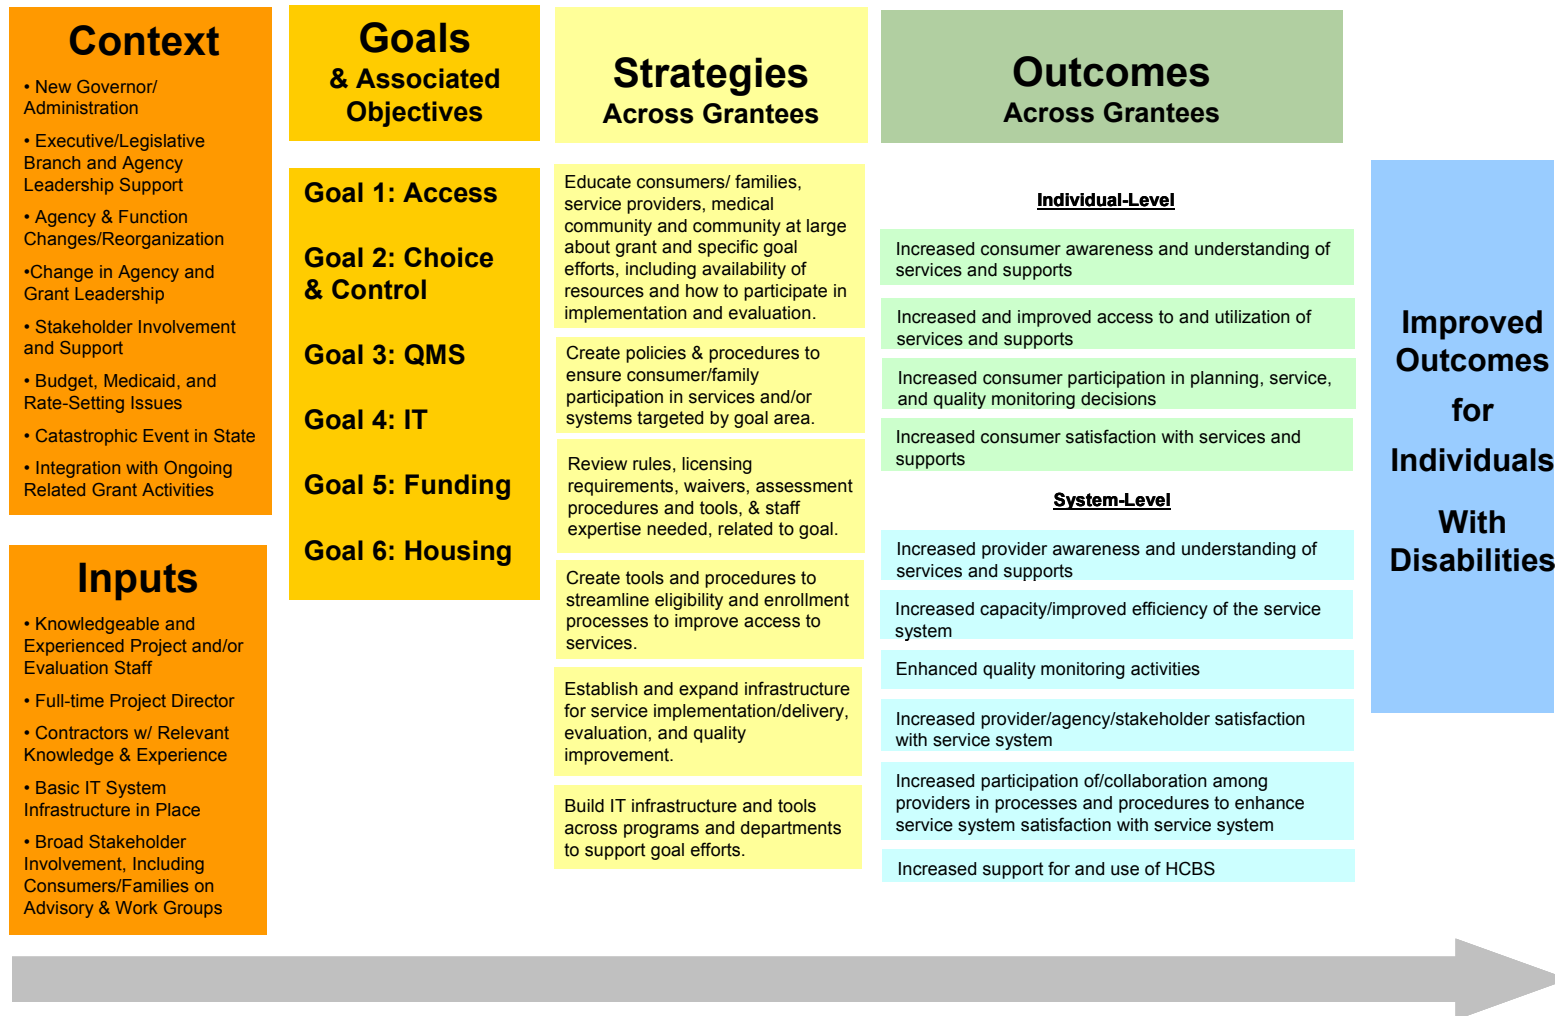 Context
• New Governor/
Administration
• Executive/Legislative
Branch and Agency
Leadership Support
• Agency & Function
Changes/Reorganization
•Change in Agency and
Grant Leadership
• Stakeholder Involvement
and Support
• Budget, Medicaid, and
Rate-Setting Issues
• Catastrophic Event in State
• Integration with Ongoing
Related Grant Activities
Inputs
• Knowledgeable and
Experienced Project and/or
Evaluation Staff
• Full-time Project Director
• Contractors w/ Relevant
Knowledge & Experience
• Basic IT System
Infrastructure in Place
• Broad Stakeholder
Involvement, Including
Consumers/Families on
Advisory & Work Groups
Goals
& Associated
Objectives
Goal 1: Access
Goal 2: Choice
& Control
Goal 3: QMS
Goal 4: IT
Goal 5: Funding
Goal 6: Housing
Strategies
Across Grantees
Educate consumers/ families,
service providers, medical
community and community at large
about grant and specific goal
efforts, including availability of
resources and how to participate in
implementation and evaluation.
Create policies & procedures to
ensure consumer/family
participation in services and/or
systems targeted by goal area.
Review rules, licensing
requirements, waivers, assessment
procedures and tools, & staff
expertise needed, related to goal.
Create tools and procedures to
streamline eligibility and enrollment
processes to improve access to
services.
Establish and expand infrastructure
for service implementation/delivery,
evaluation, and quality
improvement.
Build IT infrastructure and tools
across programs and departments
to support goal efforts.
Outcomes
Across Grantees
Individual-Level
Increased consumer awareness and understanding of
services and supports
Increased and improved access to and utilization of
services and supports
Increased consumer participation in planning, service,
and quality monitoring decisions
Increased consumer satisfaction with services and
supports
System-Level
Increased provider awareness and understanding of
services and supports
Increased capacity/improved efficiency of the service
system
Enhanced quality monitoring activities
Increased provider/agency/stakeholder satisfaction
with service system
Increased participation of/collaboration among
providers in processes and procedures to enhance
service system satisfaction with service system
Increased support for and use of HCBS
Improved
Outcomes
for
Individuals
With
Disabilities